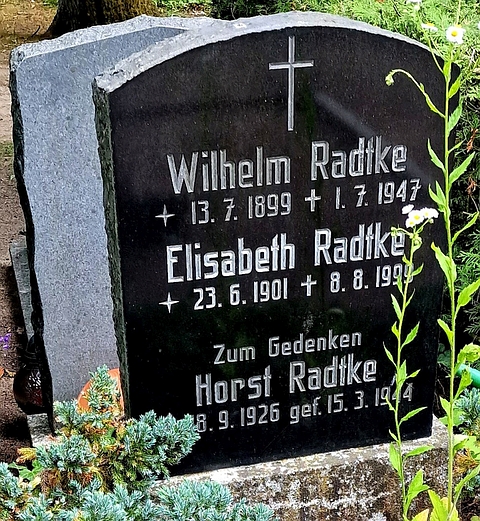 Wilhelm Radtke
✦ 13. 7. 1899 ✝ 1. 7. 1947
Elisabeth Radtke
✦ 23. 6. 1901 ✝ 8. 8. 1992
Zum Gedenken
Horst Radtke
8. 9. 1926 gef. 15. 3. 1944